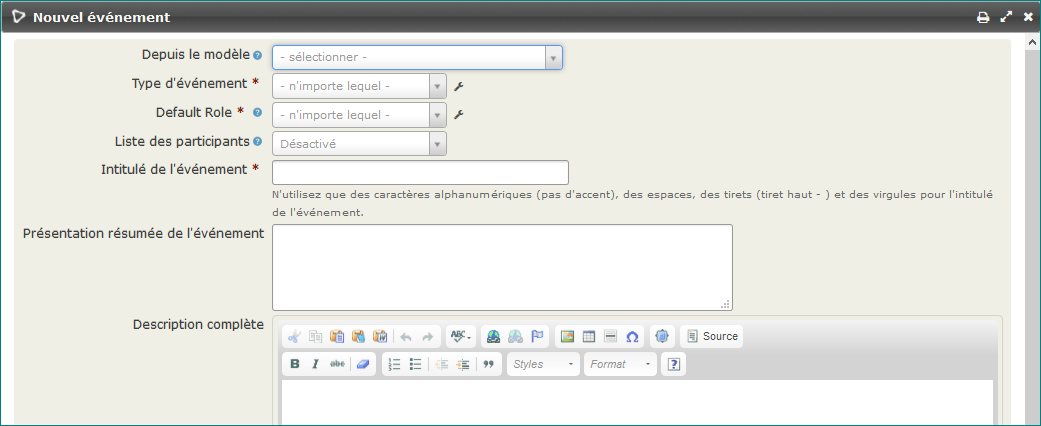 Nouvel événement
Depuis le modèle - sélectionner -
Type d'événement * - n'importe lequel -
Default Role * - n'importe lequel -
Liste des participants Désactivé
Intitulé de l'événement *
N'utilisez que des caractères alphanumériques (pas d'accent), des espaces, des tirets (tiret haut - ) et des virgules pour l'intitulé
de l'événement.
Présentation résumée de l'événement
Description complète
ABC Source
B I abc Styles Format